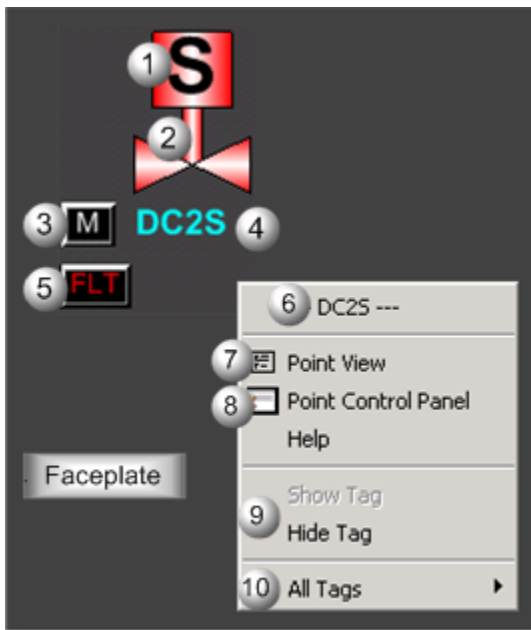 1 S
2
3 M DC2S 4
5 FLT
6 DC2S ---
7 Point View
8 Point Control Panel
Help
Faceplate
Show Tag
9
Hide Tag
10 All Tags